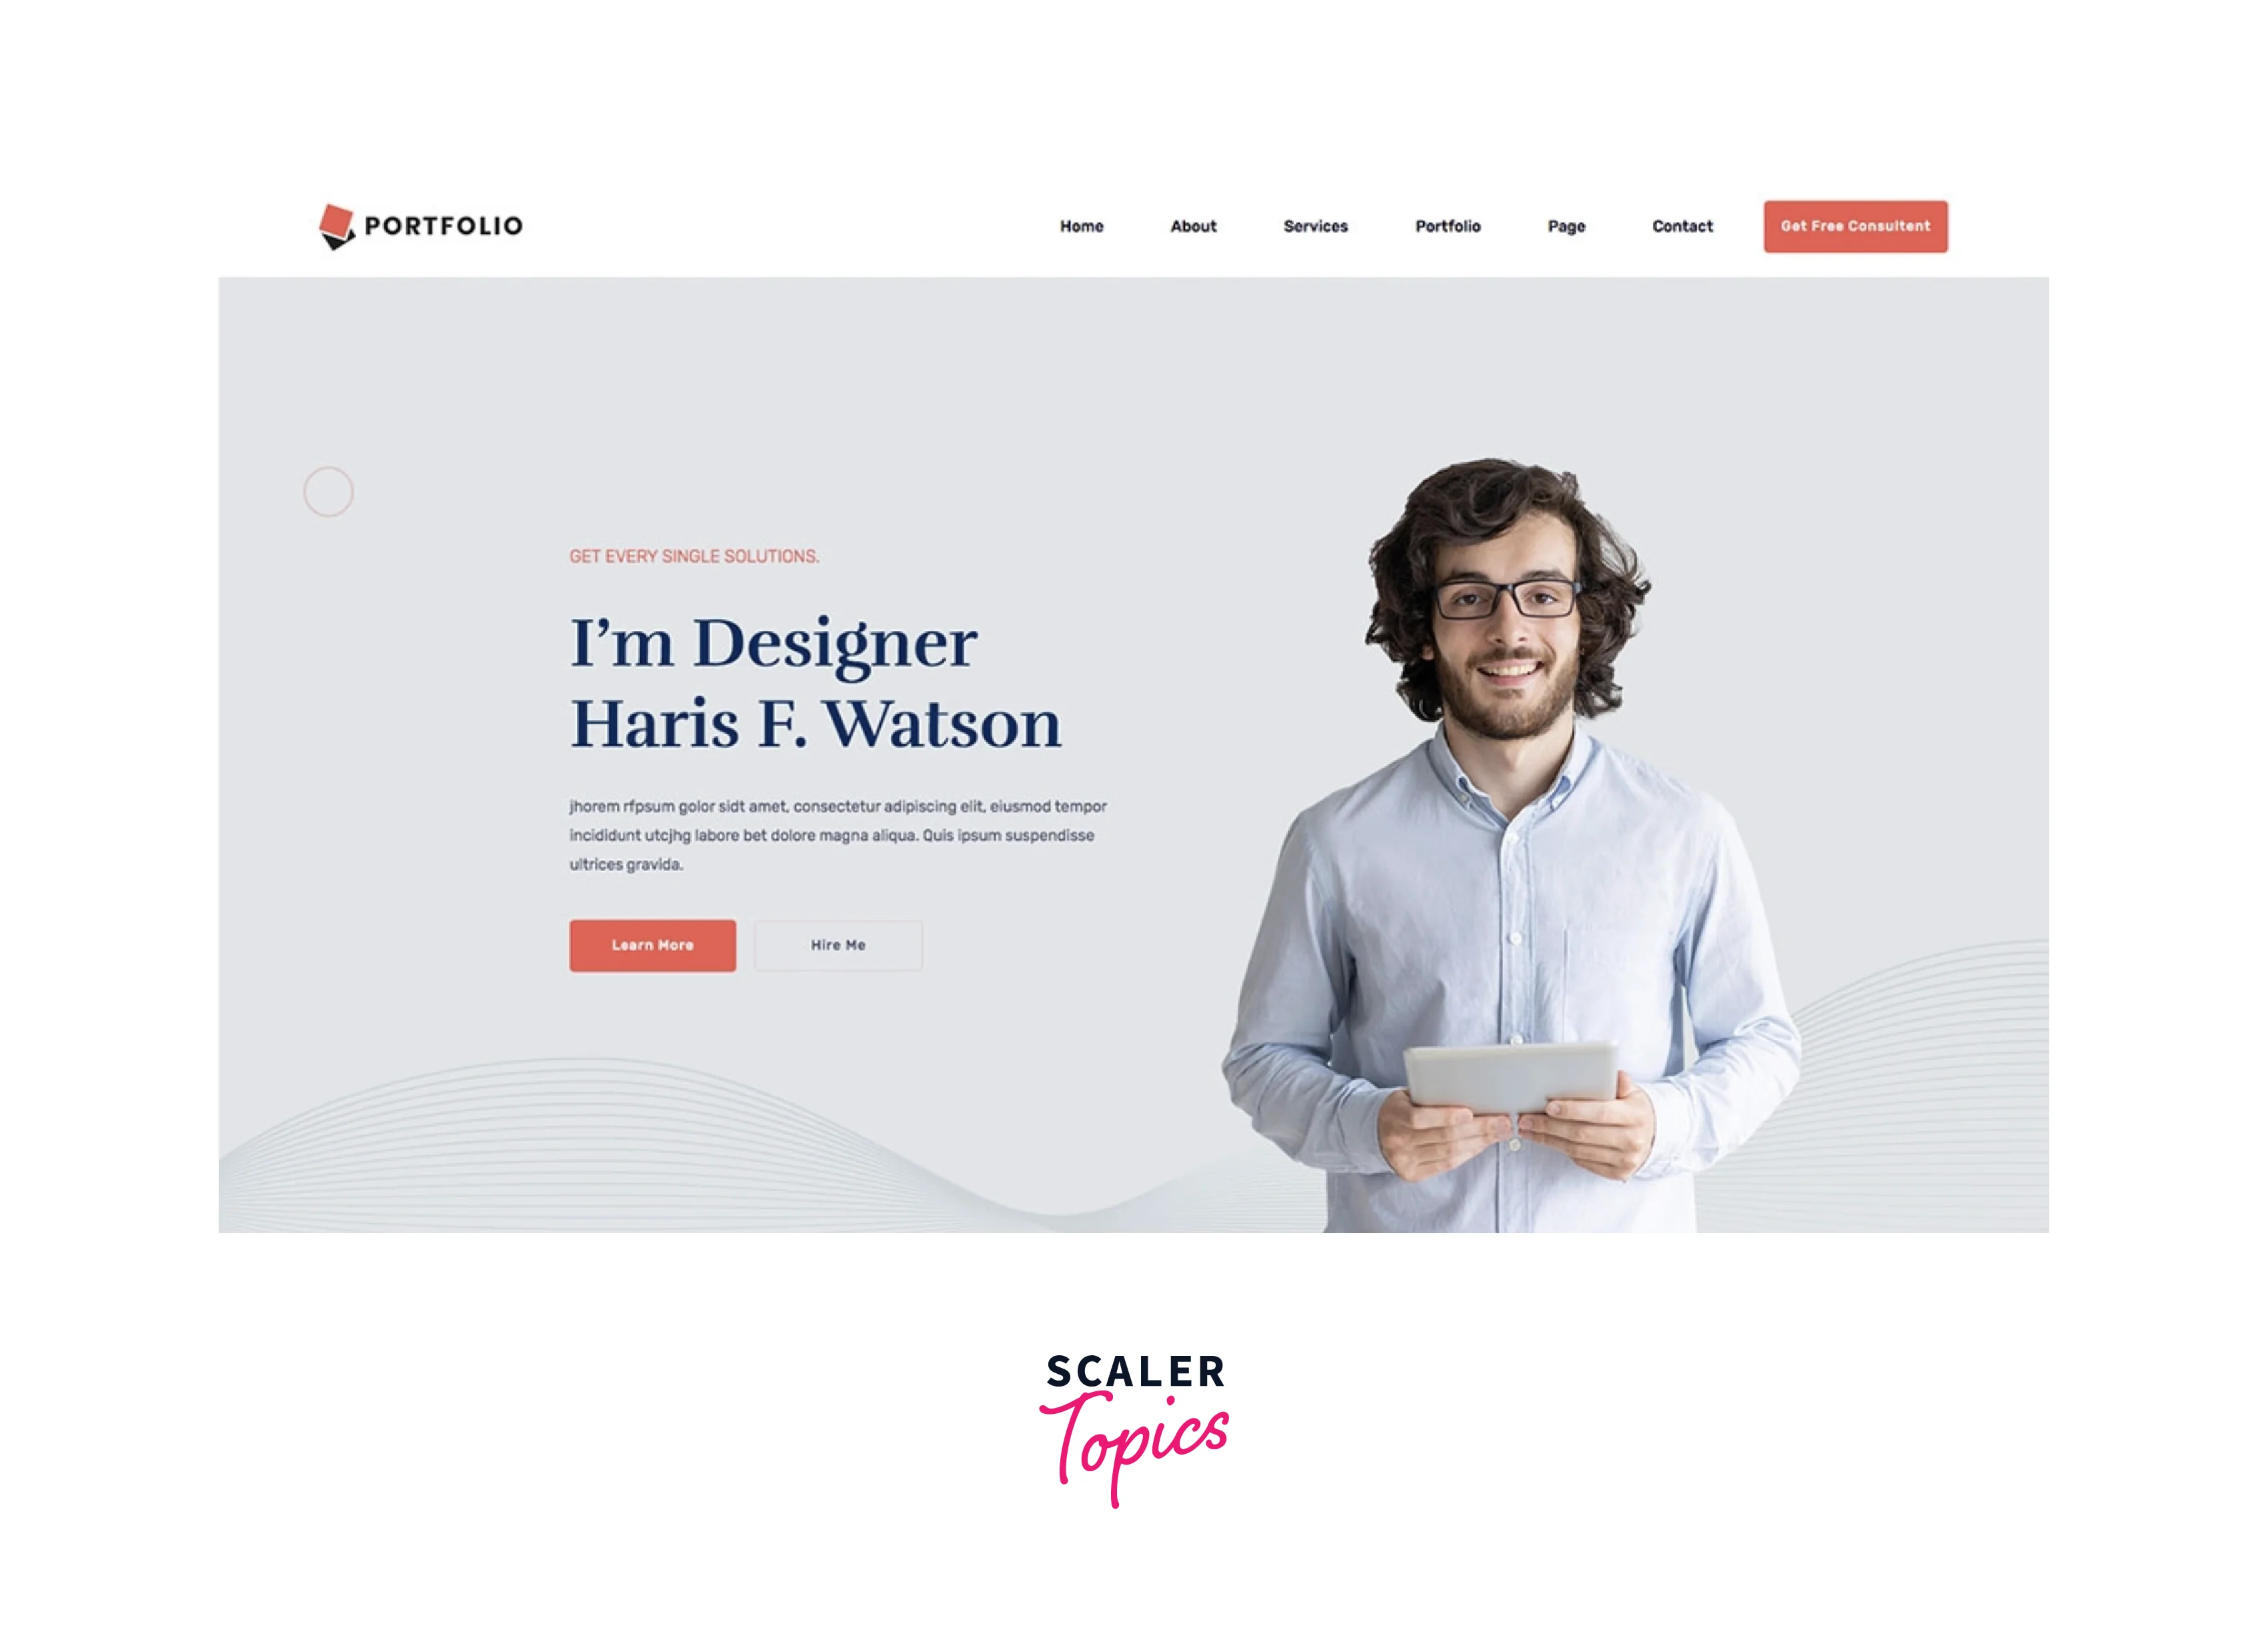 PORTFOLIO
Home About Services Portfolio Page Contact Get Free Consultent
GET EVERY SINGLE SOLUTIONS.
I’m Designer
Haris F. Watson
jhorem rfpsum golor sidt amet, consectetur adipiscing elit, eiusmod tempor
incididunt utcjhg labore bet dolore magna aliqua. Quis ipsum suspendisse
ultrices gravida.
Learn More Hire Me
SCALER
Topics